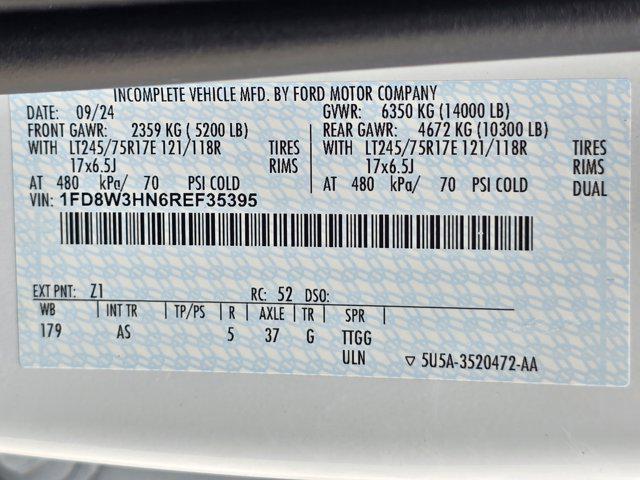 INCOMPLETE VEHICLE MFD. BY FORD MOTOR COMPANY
DATE: 09/24 GVWR: 6350 KG (14000 LB)
FRONT GAWR: 2359 KG ( 5200 LB) REAR GAWR: 4672 KG (10300 LB)
WITH LT245/75R17E 121/118R TIRES WITH LT245/75R17E 121/118R TIRES
17x6.5J RIMS 17x6.5J RIMS
AT 480 kPa/ 70 PSI COLD AT 480 kPa/ 70 PSI COLD DUAL
VIN: 1FD8W3HN6REF35395
EXT PNT: Z1 RC: 52 DSO:
WB INT TR TP/PS R AXLE TR SPR
179 AS 5 37 G TTGG
ULN ▽ 5U5A-3520472-AA